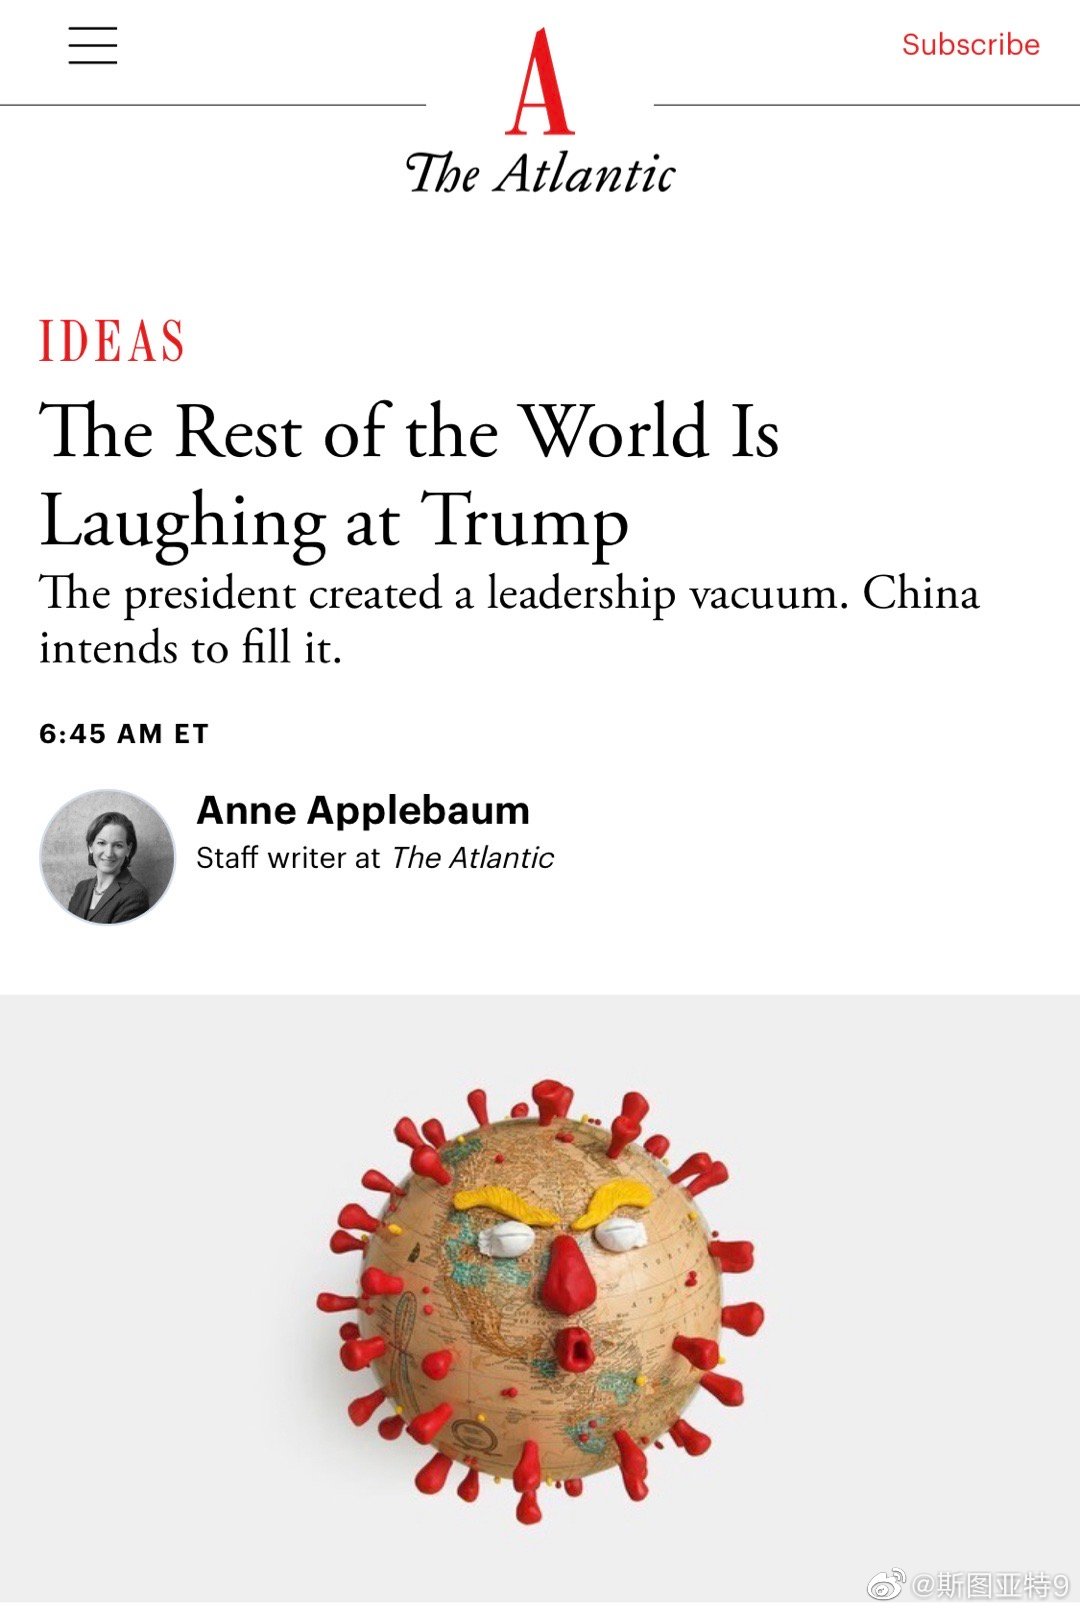 Subscribe
A
The Atlantic
IDEAS
The Rest of the World Is
Laughing at Trump
The president created a leadership vacuum. China
intends to fill it.
6:45 AM ET
Anne Applebaum
Staff writer at The Atlantic
@斯图亚特9